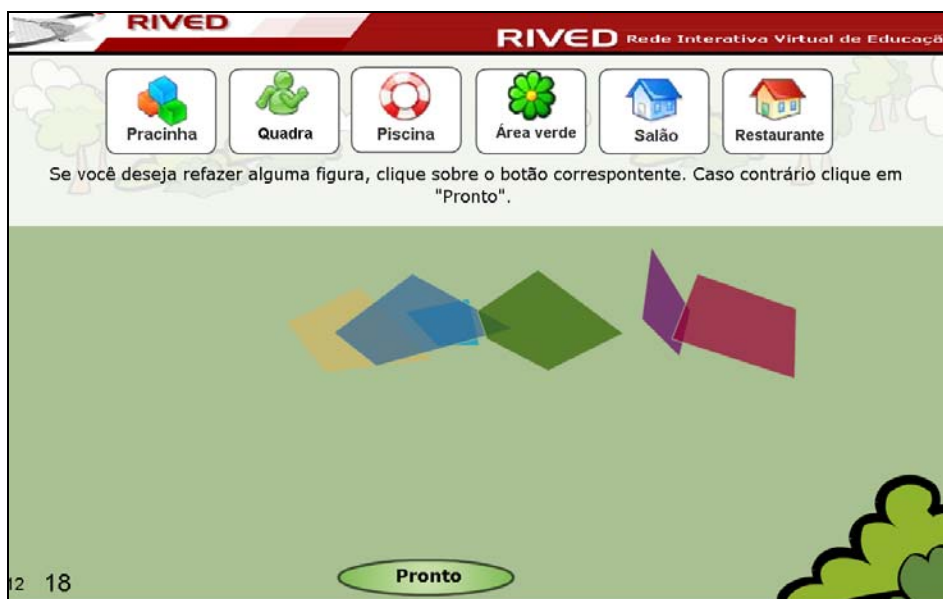 RIVED
RIVED Rede Interativa Virtual de Educaçã
Pracinha
Quadra
Piscina
Área verde
Salão
Restaurante
Se você deseja refazer alguma figura, clique sobre o botão correspontente. Caso contrário clique em
"Pronto".
12 18
Pronto